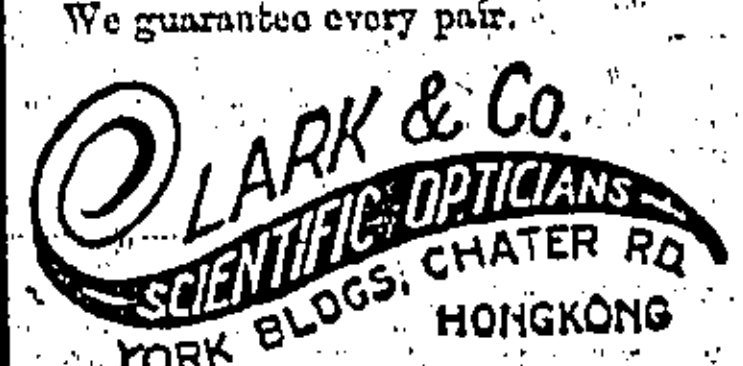 We guarantee every pair.
CLARK & Co.
SCIENTIFIC OPTICIANS
YORK BLDGS, CHATER RD
HONGKONG